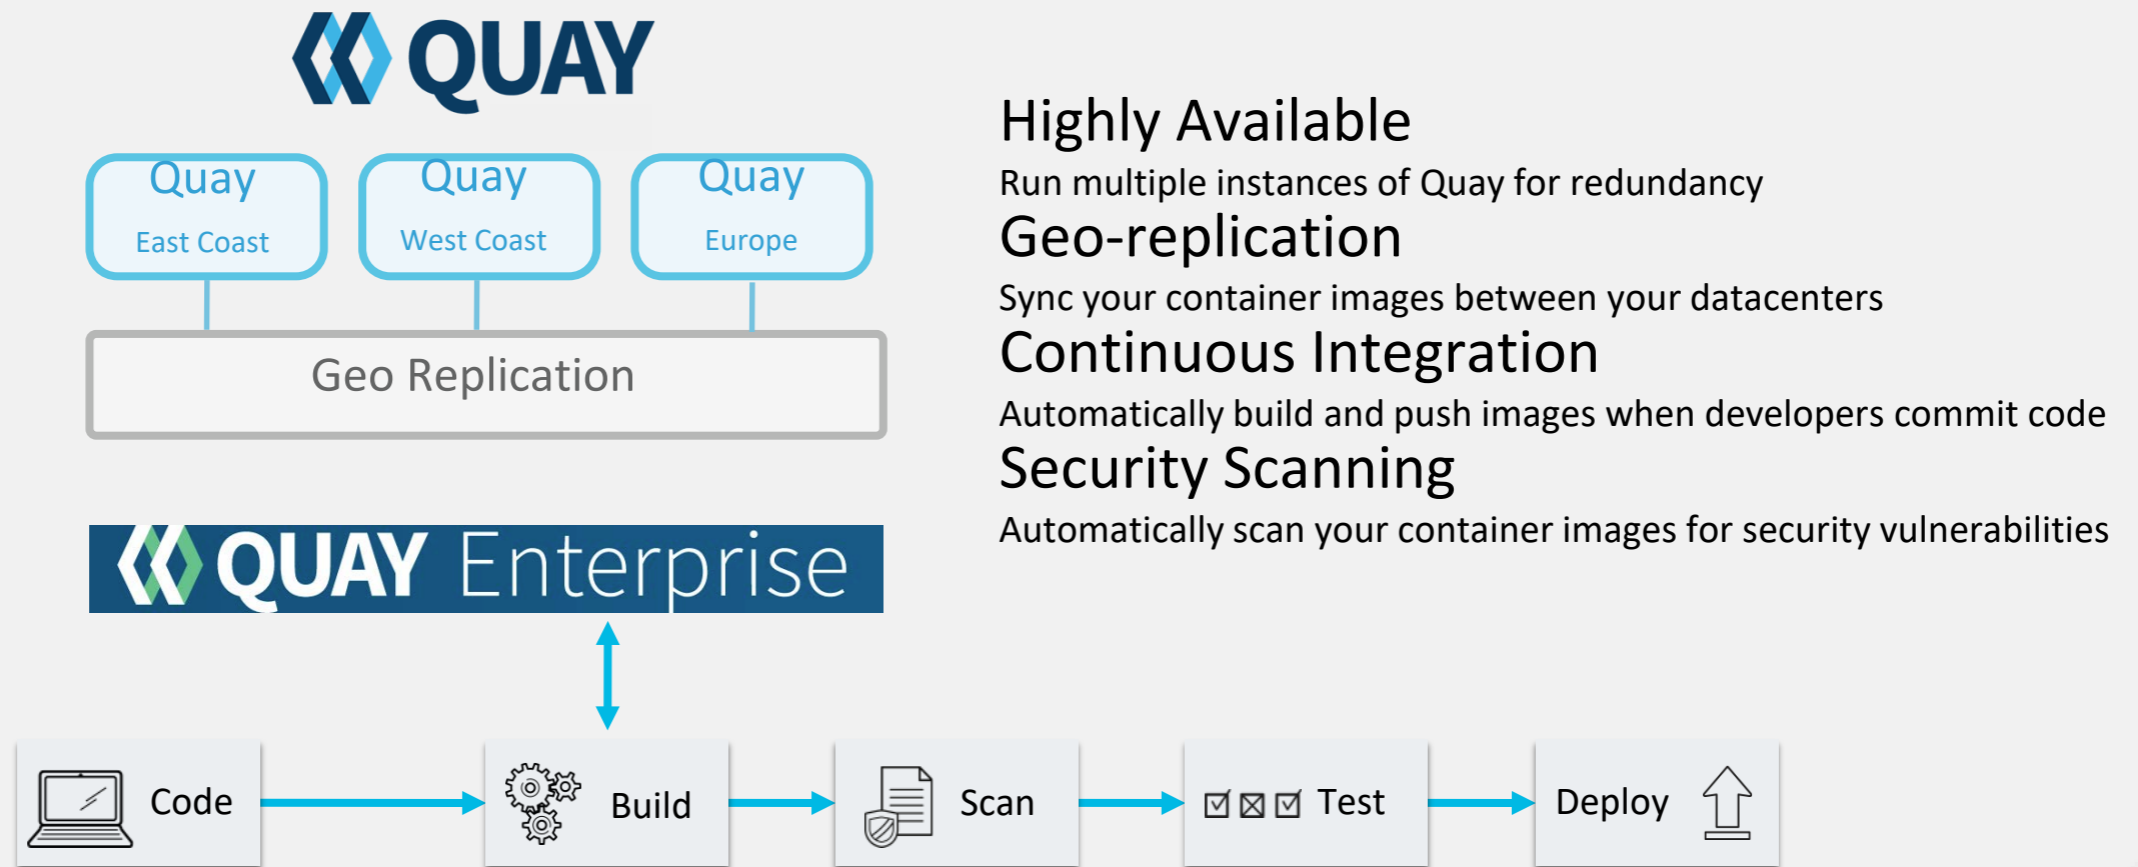 QUAY
Quay
East Coast
Quay
West Coast
Quay
Europe
Geo Replication
QUAY Enterprise
Highly Available
Run multiple instances of Quay for redundancy
Geo-replication
Sync your container images between your datacenters
Continuous Integration
Automatically build and push images when developers commit code
Security Scanning
Automatically scan your container images for security vulnerabilities
Code
Build
Scan
Test
Deploy